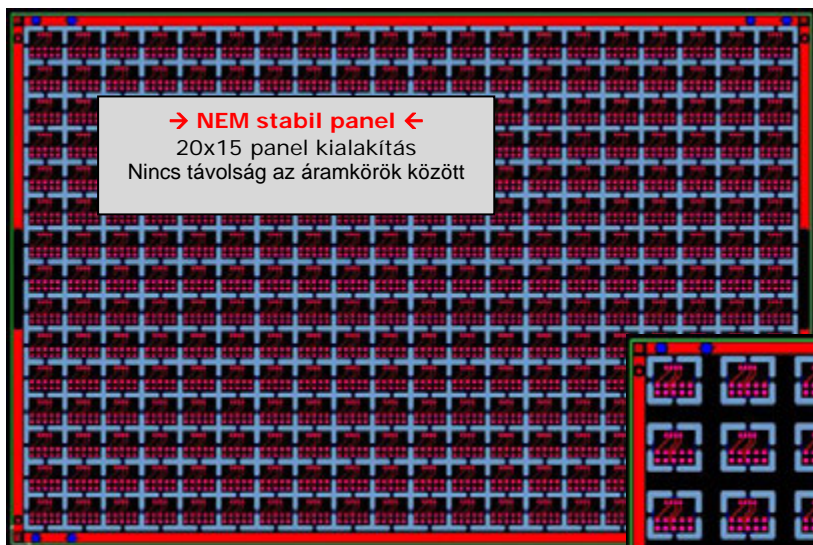 → NEM stabil panel ←
20x15 panel kialakítás
Nincs távolság az áramkörök között